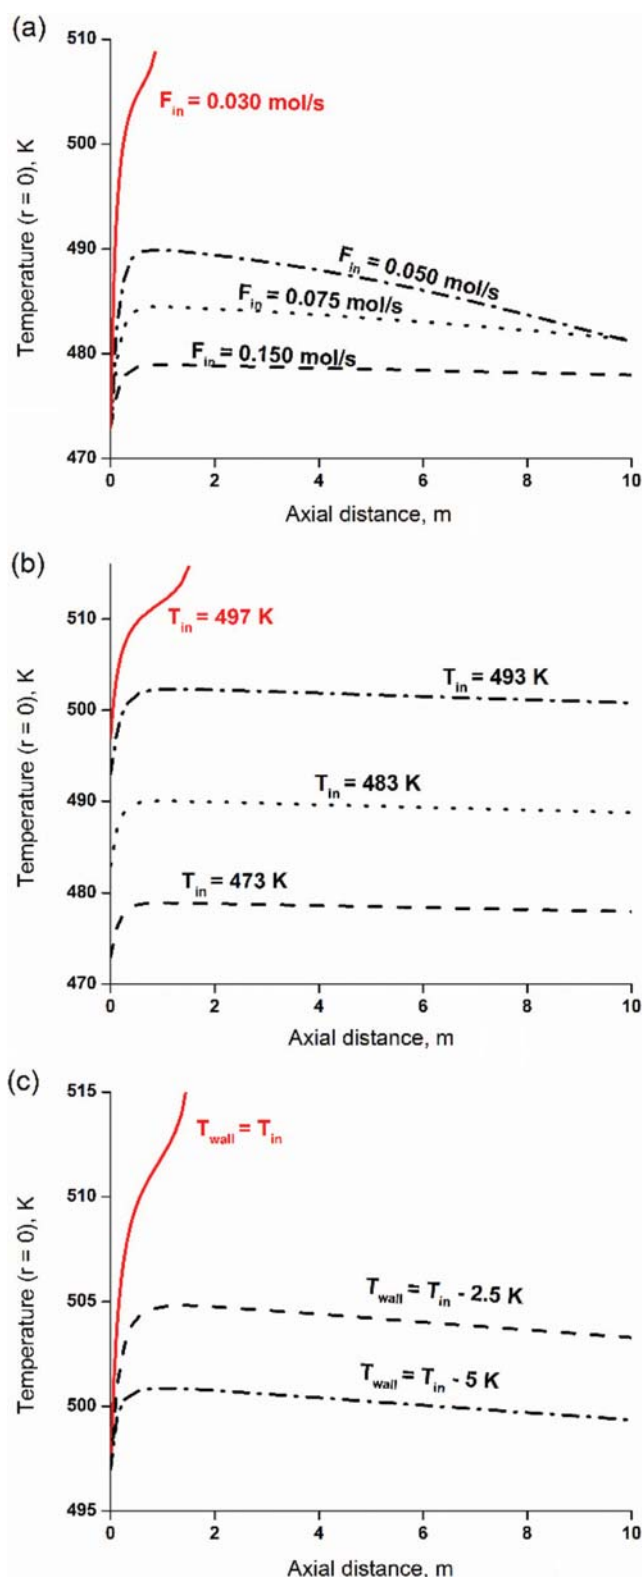 (a)
510
500
490
480
470
Temperature (r = 0), K
F_in = 0.030 mol/s
F_in = 0.050 mol/s
F_in = 0.075 mol/s
F_in = 0.150 mol/s
0 2 4 6 8 10
Axial distance, m
(b)
510
500
490
480
470
Temperature (r = 0), K
T_in = 497 K
T_in = 493 K
T_in = 483 K
T_in = 473 K
0 2 4 6 8 10
Axial distance, m
(c)
515
510
505
500
495
Temperature (r = 0), K
T_wall = T_in
T_wall = T_in - 2.5 K
T_wall = T_in - 5 K
0 2 4 6 8 10
Axial distance, m